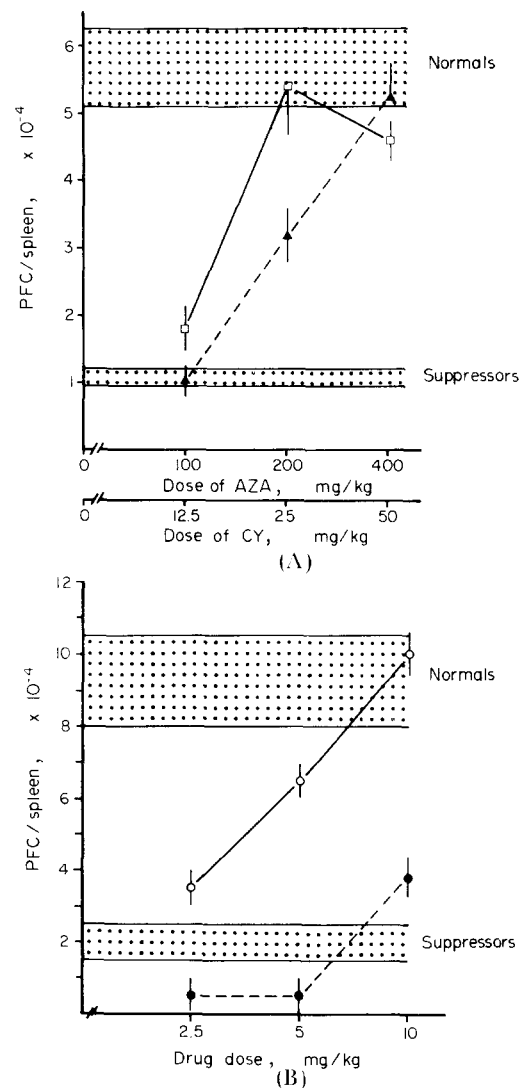 6
Normals
5
4
PFC/spleen, × 10⁻⁴
3
2
Suppressors
1
0 100 200 400
Dose of AZA, mg/kg
0 12.5 25 50
Dose of CY, mg/kg
(A)
12
10
Normals
8
PFC/spleen, × 10⁻⁴
6
4
Suppressors
2
2.5 5 10
Drug dose, mg/kg
(B)